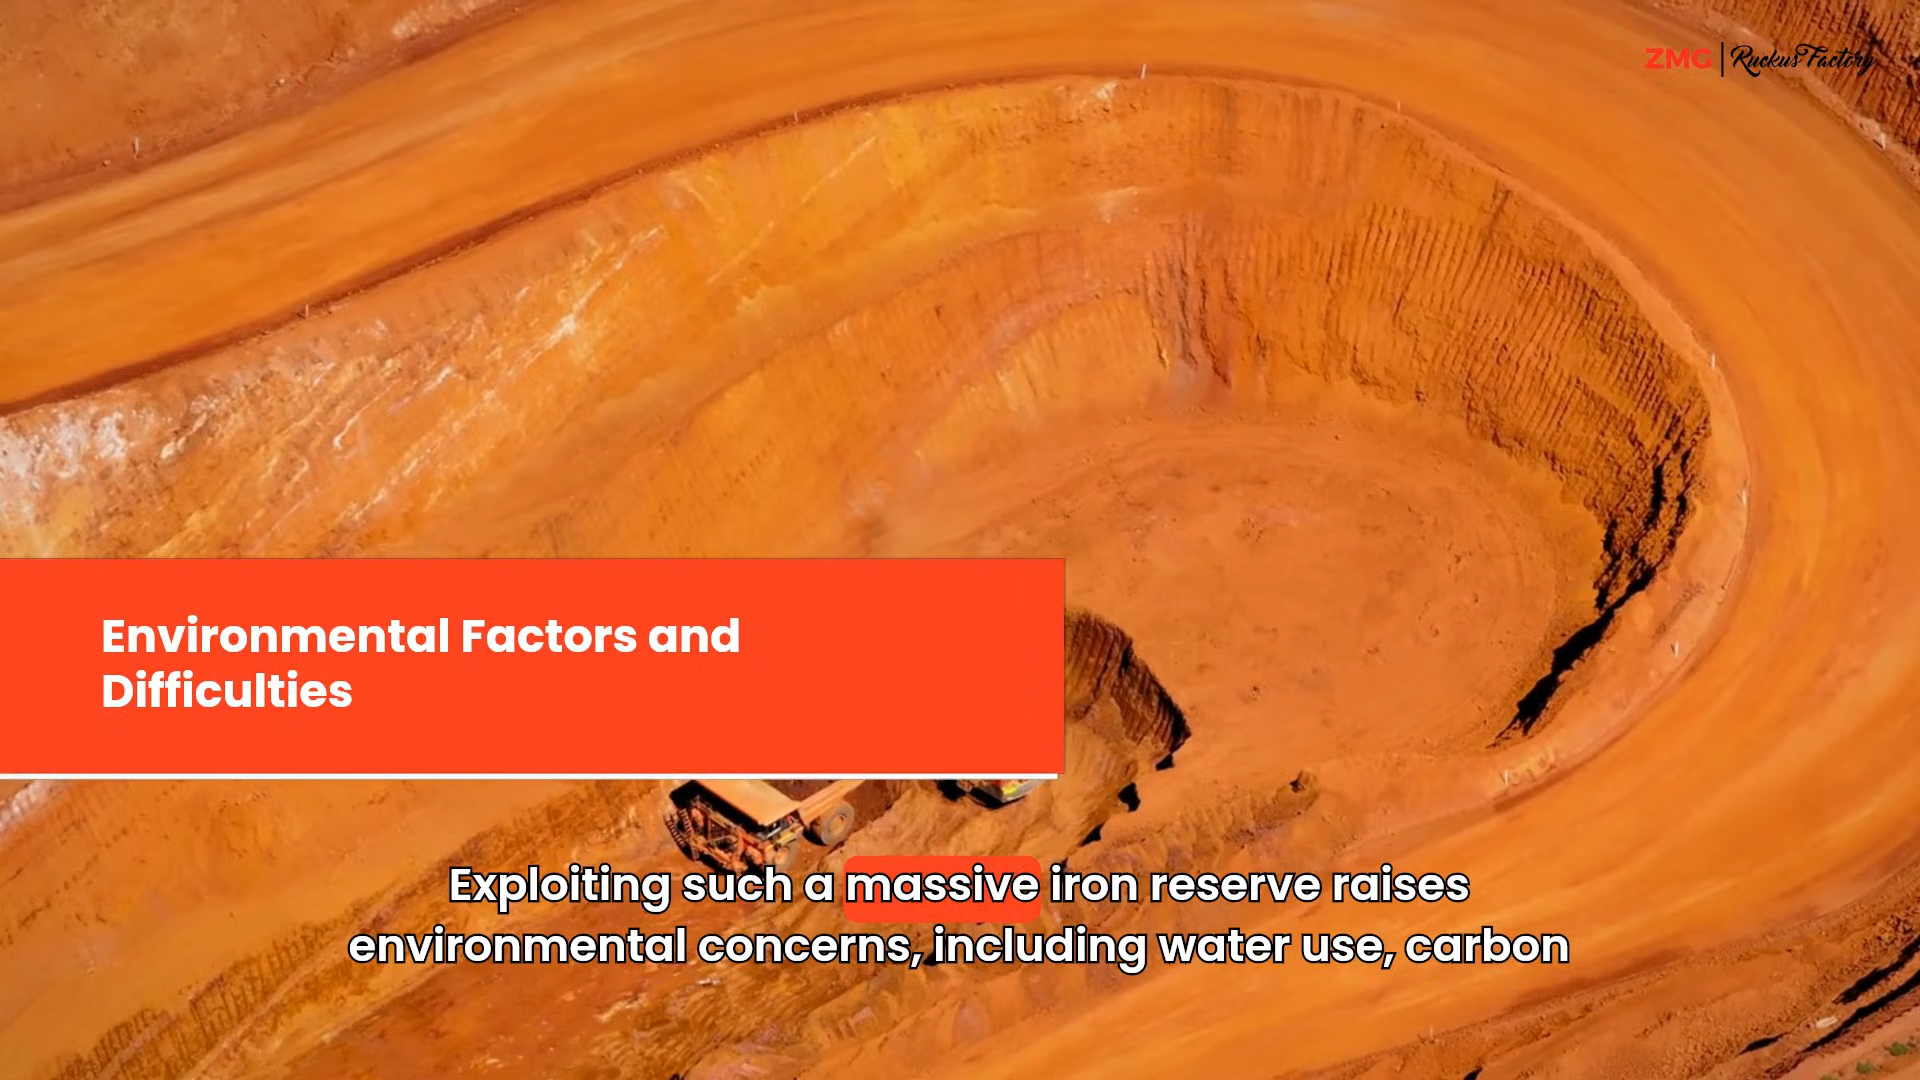 ZMG | Ruckus Factory
Environmental Factors and
Difficulties
Exploiting such a massive iron reserve raises
environmental concerns, including water use, carbon